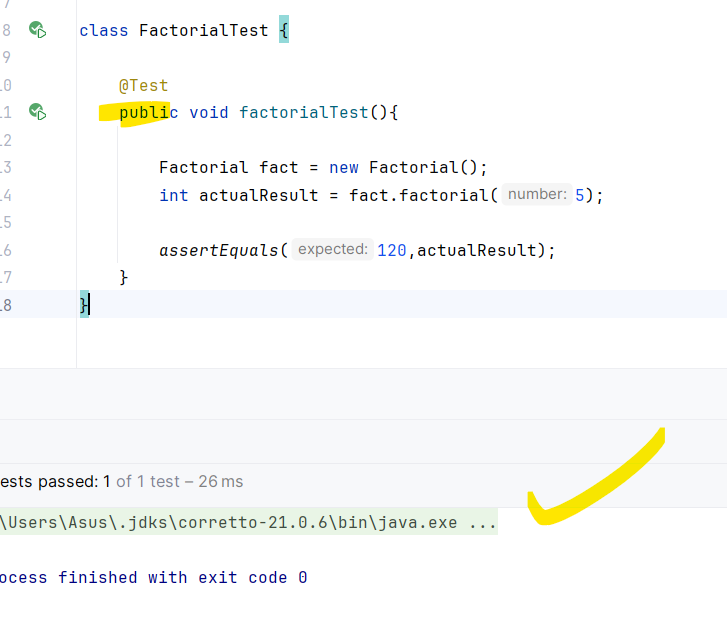 8 class FactorialTest {
9
10 @Test
11 public void factorialTest(){
12
13 Factorial fact = new Factorial();
14 int actualResult = fact.factorial( number: 5);
15
16 assertEquals( expected: 120,actualResult);
17 }
18 }
ests passed: 1 of 1 test – 26 ms
\Users\Asus\.jdks\corretto-21.0.6\bin\java.exe ...
ocess finished with exit code 0